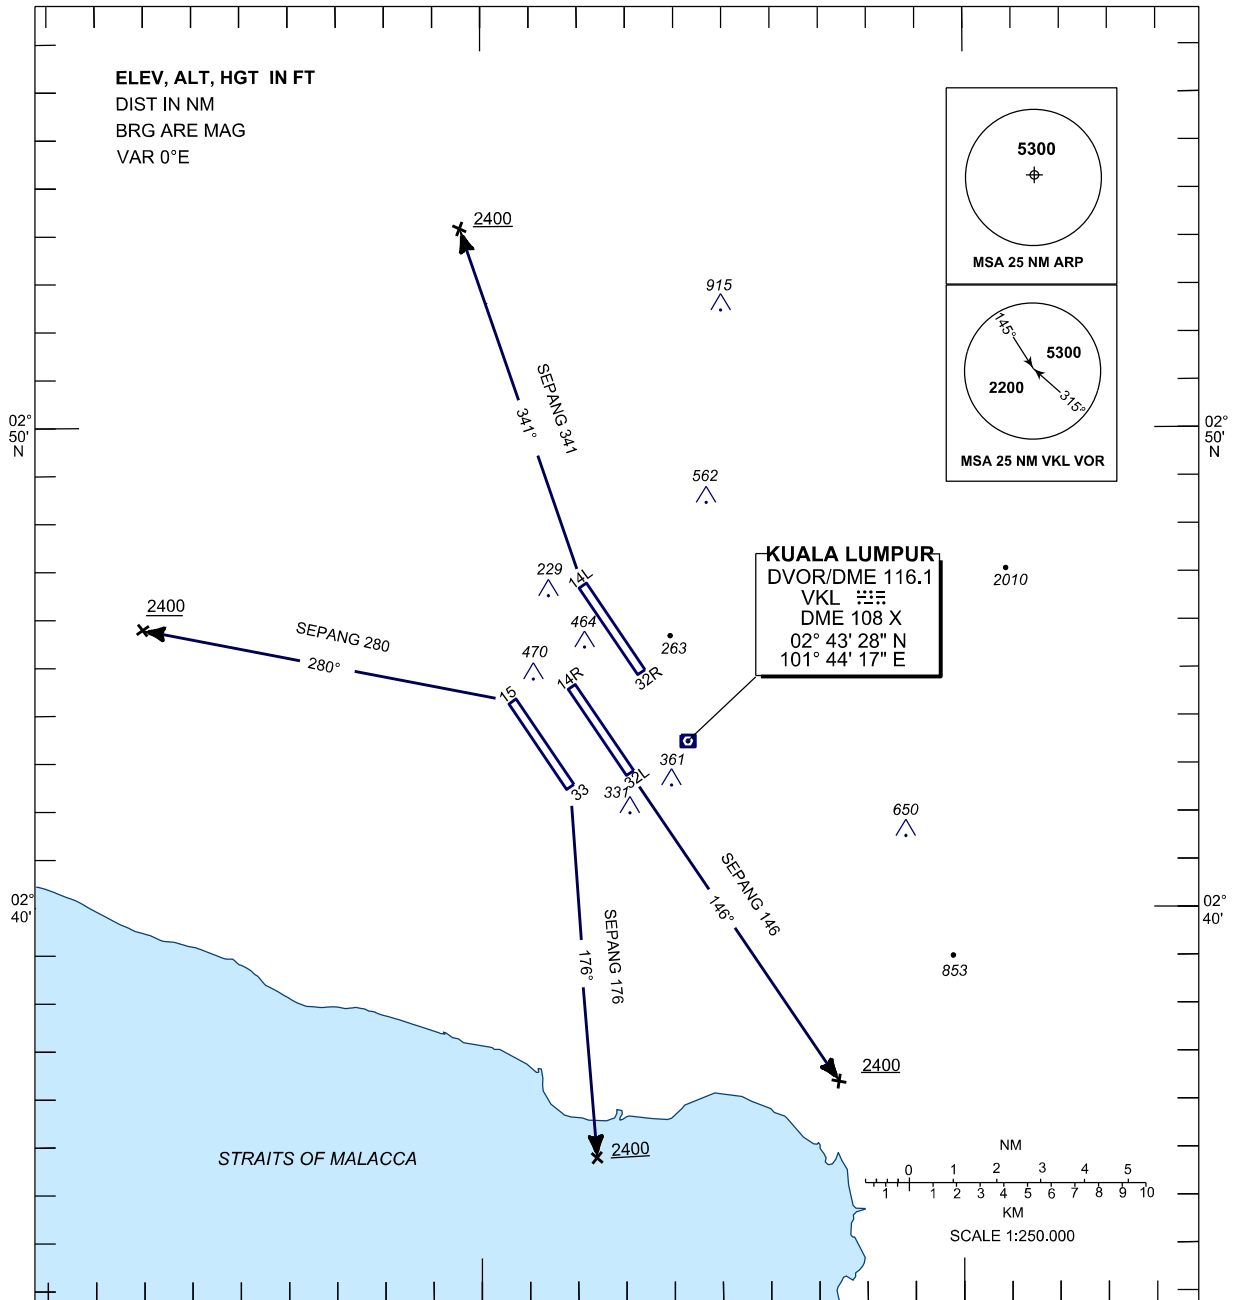 ELEV, ALT, HGT IN FT
DIST IN NM
BRG ARE MAG
VAR 0°E
5300
MSA 25 NM ARP
145°
5300
2200
315°
MSA 25 NM VKL VOR
2400
915
SEPANG 341
341°
02°
50'
N
02°
50'
N
562
KUALA LUMPUR
DVOR/DME 116.1
VKL
DME 108 X
02° 43' 28" N
101° 44' 17" E
2010
229
14L
2400
464
SEPANG 280
280°
470
263
14R
32R
15
361
32L
33
331
650
SEPANG 146
146°
02°
40'
02°
40'
SEPANG 176
176°
853
2400
2400
STRAITS OF MALACCA
NM
0 1 2 3 4 5
1 1 2 3 4 5 6 7 8 9 10
KM
SCALE 1:250.000